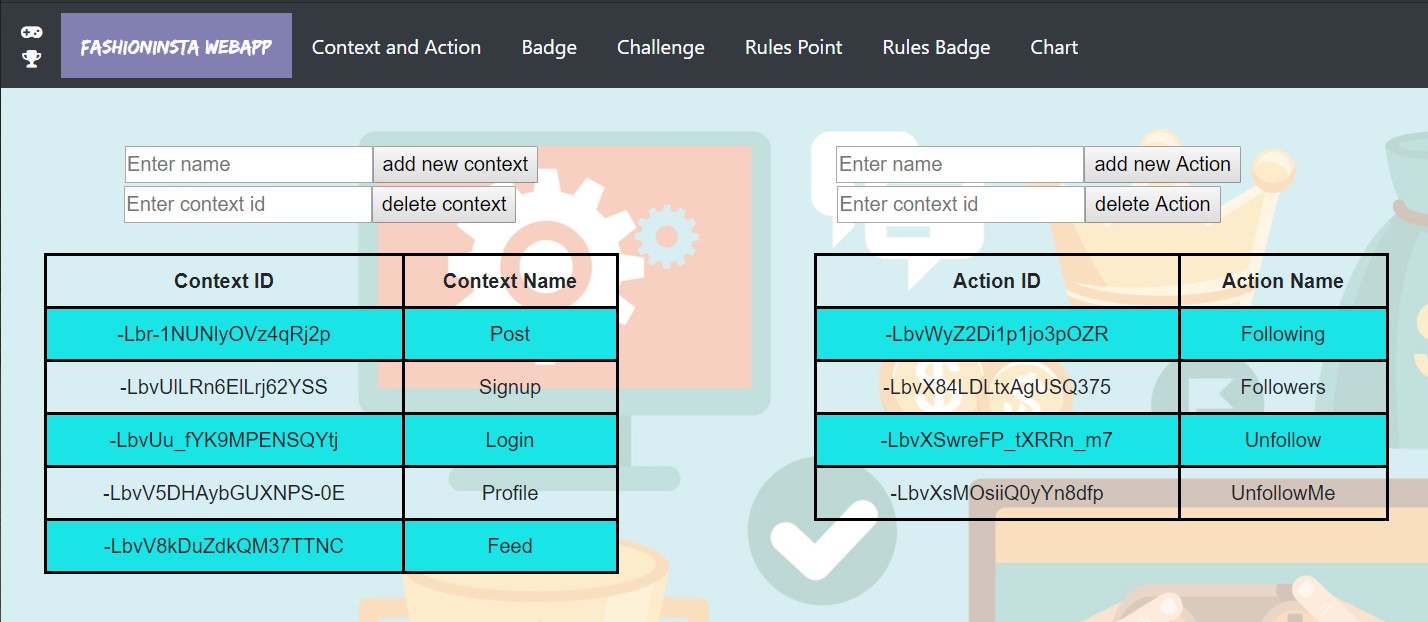 FASHIONINSTA WEBAPP Context and Action Badge Challenge Rules Point Rules Badge Chart
Enter name add new context
Enter context id delete context
Context ID Context Name
-Lbr-1NUNlyOVz4qRj2p Post
-LbvUlLRn6ElLrj62YSS Signup
-LbvUu_fYK9MPENSQYtj Login
-LbvV5DHAybGUXNPS-0E Profile
-LbvV8kDuZdkQM37TTNC Feed
Enter name add new Action
Enter context id delete Action
Action ID Action Name
-LbvWyZ2Di1p1jo3pOZR Following
-LbvX84LDLtxAgUSQ375 Followers
-LbvXSwreFP_tXRRn_m7 Unfollow
-LbvXsMOsiiQ0yYn8dfp UnfollowMe